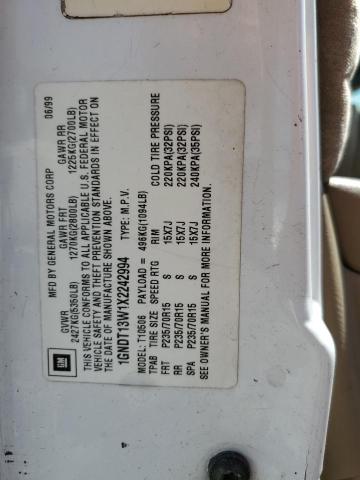 GM
MFD BY GENERAL MOTORS CORP 06/99
GVWR GAWR FRT GAWR RR
2427KG(5350LB) 1270KG(2800LB) 1225KG(2700LB)
THIS VEHICLE CONFORMS TO ALL APPLICABLE U.S. FEDERAL MOTOR
VEHICLE SAFETY AND THEFT PREVENTION STANDARDS IN EFFECT ON
THE DATE OF MANUFACTURE SHOWN ABOVE.
1GNDT13W1X2242994 TYPE: M.P.V.
MODEL: T10506 PAYLOAD = 496KG(1094LB)
TPAB TIRE SIZE SPEED RTG RIM COLD TIRE PRESSURE
FRT P235/70R15 S 15X7J 220KPA(32PSI)
RR P235/70R15 S 15X7J 220KPA(32PSI)
SPA P235/70R15 S 15X7J 240KPA(35PSI)
SEE OWNER'S MANUAL FOR MORE INFORMATION.